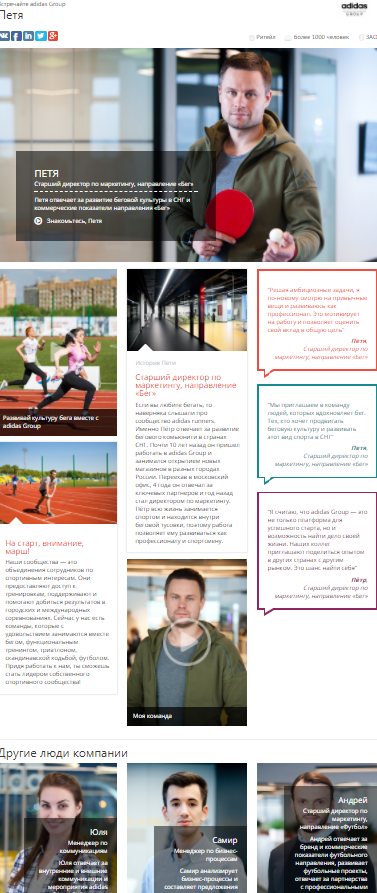 Встречайте adidas Group
Петя
adidas
GROUP
Ритейл
более 1000 человек
ЗАО
ПЕТЯ
Старший директор по маркетингу, направление «Бег»
Петя отвечает за развитие беговой культуры в СНГ и
коммерческие показатели направления «Бег»
Знакомьтесь, Петя
Развивай культуру бега вместе с
adidas Group
На старт, внимание,
марш!
Наши сообщества — это
объединения сотрудников по
спортивным интересам. Они
предоставляют доступ к
тренировкам, поддерживают и
помогают добиться результатов в
городских и международных
соревнованиях. Сейчас у нас есть
команды, которые с
удовольствием занимаются вместе
бегом, функциональным
тренингом, триатлоном,
скандинавской ходьбой, футболом.
Придя работать к нам, ты сможешь
стать лидером собственного
спортивного сообщества!
История Пети
Старший директор по
маркетингу, направление
«Бег»
Если вы любите бегать, то
наверняка слышали про
сообщество adidas runners.
Именно Пётр отвечает за развитие
бегового комьюнити в странах
СНГ. Почти 10 лет назад он пришел
работать в adidas Group и
занимался открытием новых
магазинов в разных городах
России. Переехав в московский
офис, 4 года он отвечал за
ключевых партнеров и год назад
стал директором по маркетингу.
Пётр всю жизнь занимается
спортом и находится внутри
беговой тусовки, поэтому работа
позволяет ему развиваться как
профессионалу и спортсмену.
Моя команда
"Решая амбициозные задачи, я
по-новому смотрю на привычные
вещи и развиваюсь как
профессионал. Это мотивирует
на работу и позволяет оценить
свой вклад в общую цель"
Петя,
Старший директор по
маркетингу, направление «Бег»
"Мы приглашаем в команду
людей, которых вдохновляет бег.
Тех, кто хочет продвигать
беговую культуру и развивать
этот вид спорта в СНГ"
Петя,
Старший директор по
маркетингу, направление «Бег»
"Я считаю, что adidas Group — это
не только платформа для
успешного старта, но и
возможность найти дело своей
жизни. Наших коллег
приглашают поделиться опытом
в других странах с другим
рынком. Это шанс найти себя"
Пётр,
Старший директор по
маркетингу, направление «Бег»
Другие люди компании
Юля
Менеджер по
коммуникациям
Юля отвечает за
внутренние и внешние
коммуникации и
мероприятия adidas
Самир
Менеджер по бизнес-
процессам
Самир анализирует
бизнес-процессы и
составляет предложения
Андрей
Старший директор по
маркетингу,
направление «Футбол»
Андрей отвечает за
бренд и коммерческие
показатели футбольного
направления, развивает
футбольные проекты,
отвечает за партнерства
с профессиональными